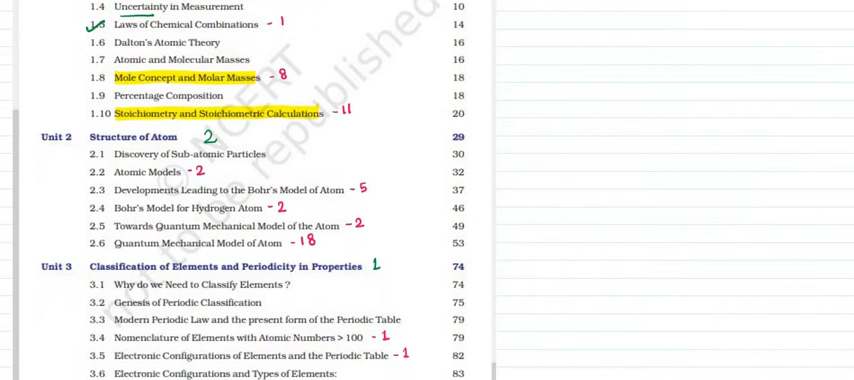 1.4 Uncertainty in Measurement 10
1.5 Laws of Chemical Combinations - 1 14
1.6 Dalton's Atomic Theory 16
1.7 Atomic and Molecular Masses 16
1.8 Mole Concept and Molar Masses - 8 18
1.9 Percentage Composition 18
1.10 Stoichiometry and Stoichiometric Calculations - 11 20
Unit 2 Structure of Atom 2 29
2.1 Discovery of Sub-atomic Particles 30
2.2 Atomic Models - 2 32
2.3 Developments Leading to the Bohr's Model of Atom - 5 37
2.4 Bohr's Model for Hydrogen Atom - 2 46
2.5 Towards Quantum Mechanical Model of the Atom - 2 49
2.6 Quantum Mechanical Model of Atom - 18 53
Unit 3 Classification of Elements and Periodicity in Properties 1 74
3.1 Why do we Need to Classify Elements ? 74
3.2 Genesis of Periodic Classification 75
3.3 Modern Periodic Law and the present form of the Periodic Table 79
3.4 Nomenclature of Elements with Atomic Numbers > 100 - 1 79
3.5 Electronic Configurations of Elements and the Periodic Table - 1 82
3.6 Electronic Configurations and Types of Elements: 83
© NCERT
not to be republished